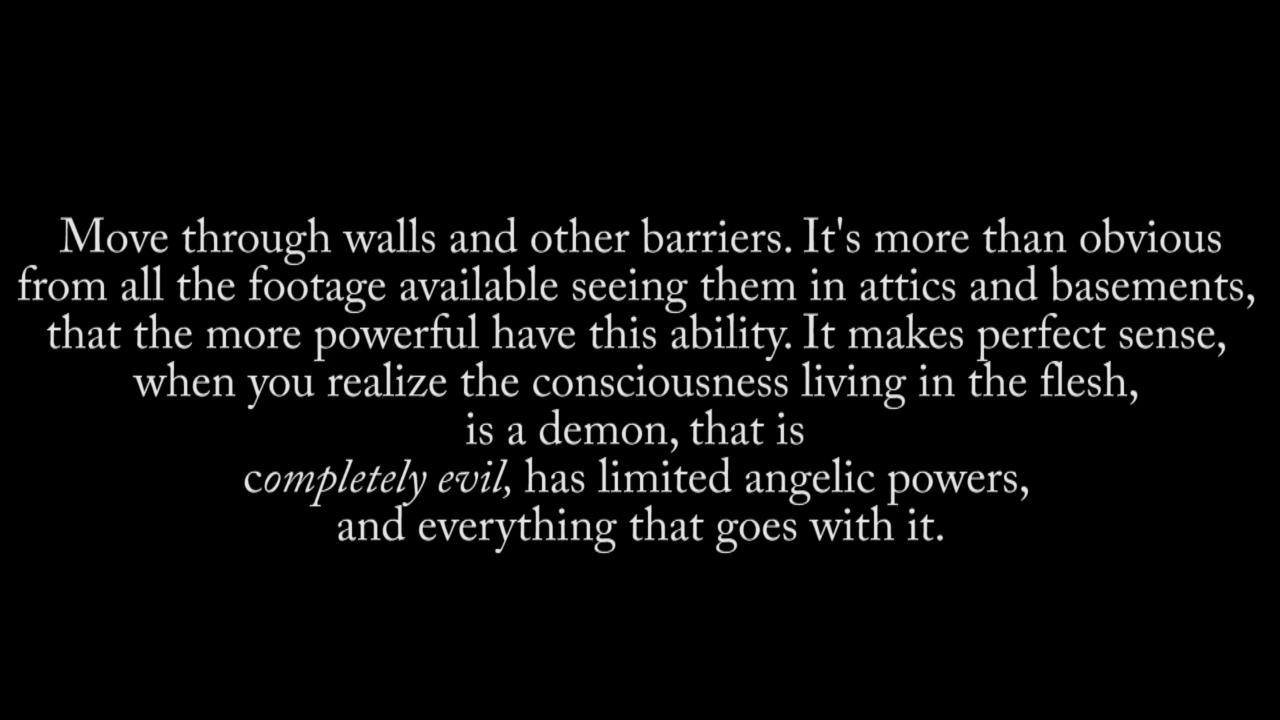 Move through walls and other barriers. It's more than obvious
from all the footage available seeing them in attics and basements,
that the more powerful have this ability. It makes perfect sense,
when you realize the consciousness living in the flesh,
is a demon, that is
completely evil, has limited angelic powers,
and everything that goes with it.